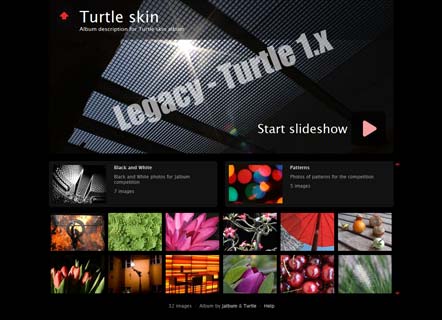 Turtle skin
Album description for Turtle skin album
Legacy - Turtle 1.x
Start slideshow
Black and White
Black and White photos for Jalbum
competition
7 images
Patterns
Photos of patterns for the competition
5 images
32 images Album by Jalbum & Turtle Help